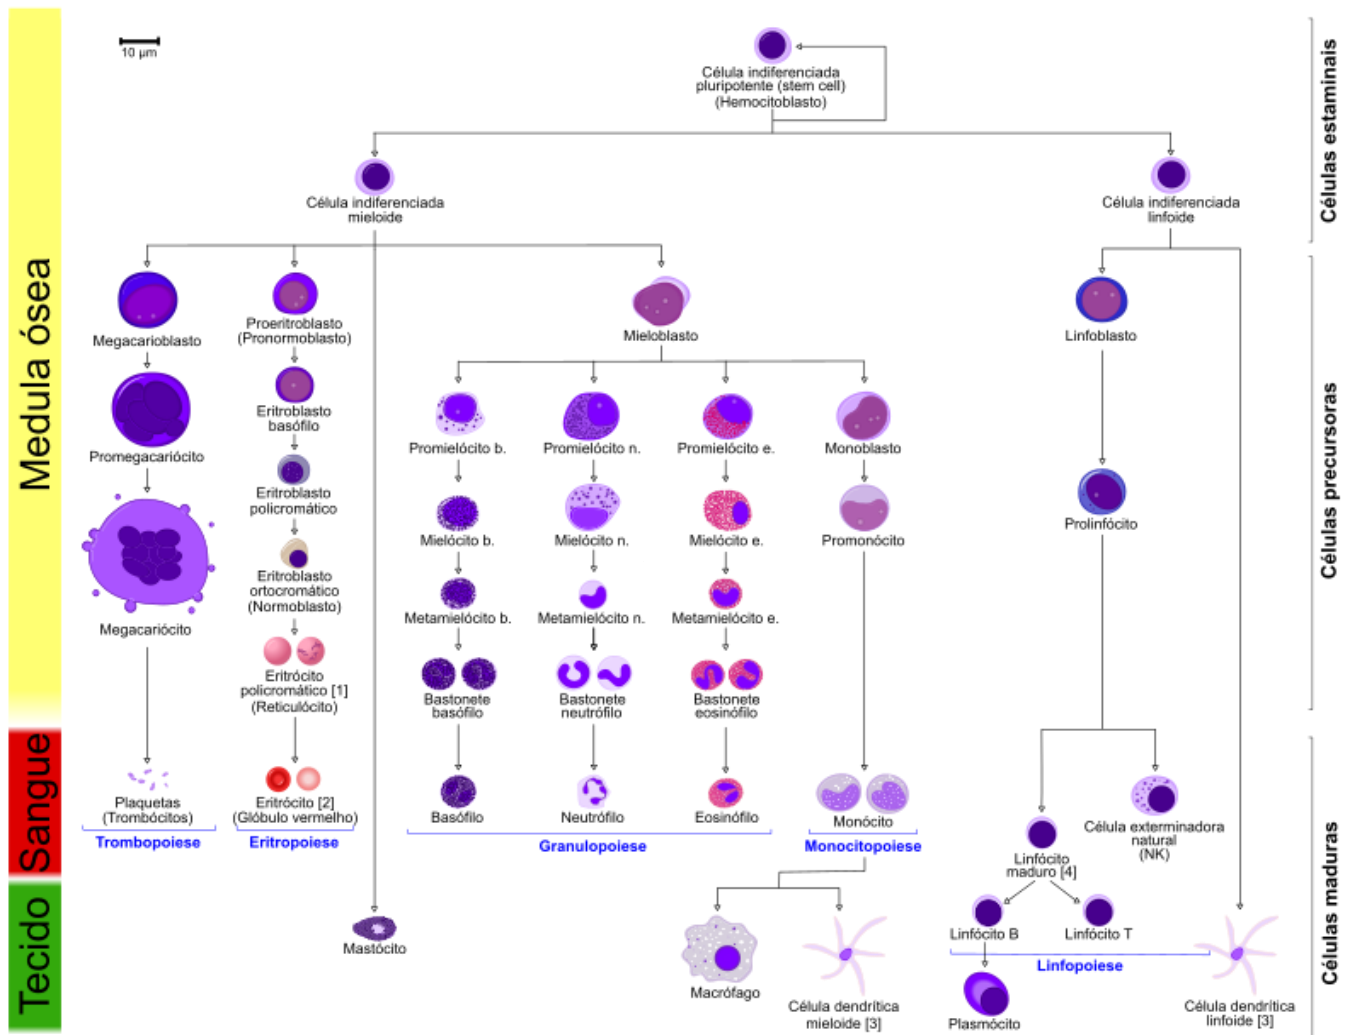 10 µm
Célula indiferenciada
pluripotente (stem cell)
(Hemocitoblasto)
Célula indiferenciada
mieloide
Célula indiferenciada
linfoide
Células estaminais
Medula ósea
Megacarioblasto
Proeritroblasto
(Pronormoblasto)
Mieloblasto
Linfoblasto
Eritroblasto
basófilo
Promegacariócito
Promielócito b.
Promielócito n.
Promielócito e.
Monoblasto
Células precursoras
Eritroblasto
policromático
Mielócito b.
Mielócito n.
Mielócito e.
Promonócito
Prolinfócito
Eritroblasto
ortocromático
(Normoblasto)
Megacariócito
Metamielócito b.
Metamielócito n.
Metamielócito e.
Eritrócito
policromático [1]
(Reticulócito)
Bastonete
basófilo
Bastonete
neutrófilo
Bastonete
eosinófilo
Sangue
Plaquetas
(Trombócitos)
Eritrócito [2]
(Glóbulo vermelho)
Basófilo
Neutrófilo
Eosinófilo
Monócito
Célula exterminadora
natural
(NK)
Linfócito
maduro [4]
Trombopoiese
Eritropoiese
Granulopoiese
Monocitopoiese
Células maduras
Tecido
Mastócito
Linfócito B
Linfócito T
Linfopoiese
Macrófago
Célula dendrítica
mieloide [3]
Plasmócito
Célula dendrítica
linfoide [3]